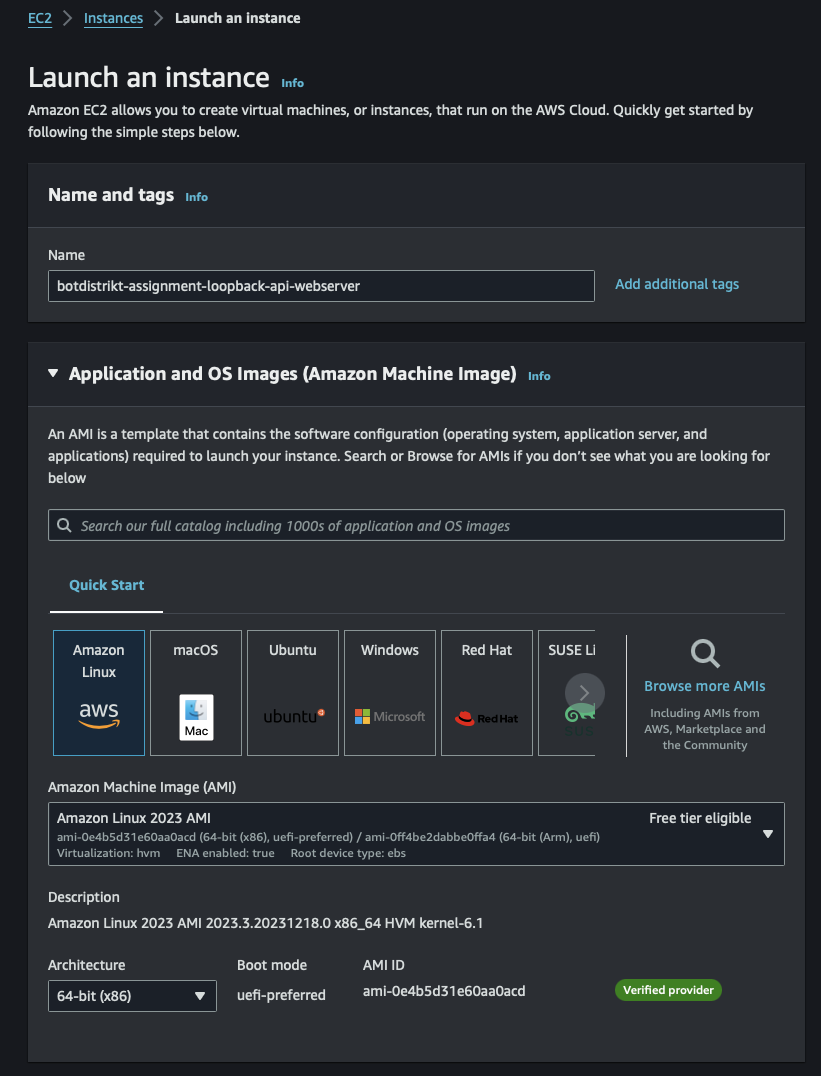 EC2 > Instances > Launch an instance
Launch an instance Info
Amazon EC2 allows you to create virtual machines, or instances, that run on the AWS Cloud. Quickly get started by
following the simple steps below.
Name and tags Info
Name
botdistrikt-assignment-loopback-api-webserver
Add additional tags
Application and OS Images (Amazon Machine Image) Info
An AMI is a template that contains the software configuration (operating system, application server, and
applications) required to launch your instance. Search or Browse for AMIs if you don't see what you are looking for
below
Search our full catalog including 1000s of application and OS images
Quick Start
Amazon
Linux
aws
macOS
Mac
Ubuntu
ubuntu
Windows
Microsoft
Red Hat
Red Hat
SUSE Li
Browse more AMIs
Including AMIs from
AWS, Marketplace and
the Community
Amazon Machine Image (AMI)
Amazon Linux 2023 AMI
Free tier eligible
ami-0e4b5d31e60aa0acd (64-bit (x86), uefi-preferred) / ami-0ff4be2dabbe0ffa4 (64-bit (Arm), uefi)
Virtualization: hvm ENA enabled: true Root device type: ebs
Description
Amazon Linux 2023 AMI 2023.3.20231218.0 x86_64 HVM kernel-6.1
Architecture
64-bit (x86)
Boot mode
uefi-preferred
AMI ID
ami-0e4b5d31e60aa0acd
Verified provider